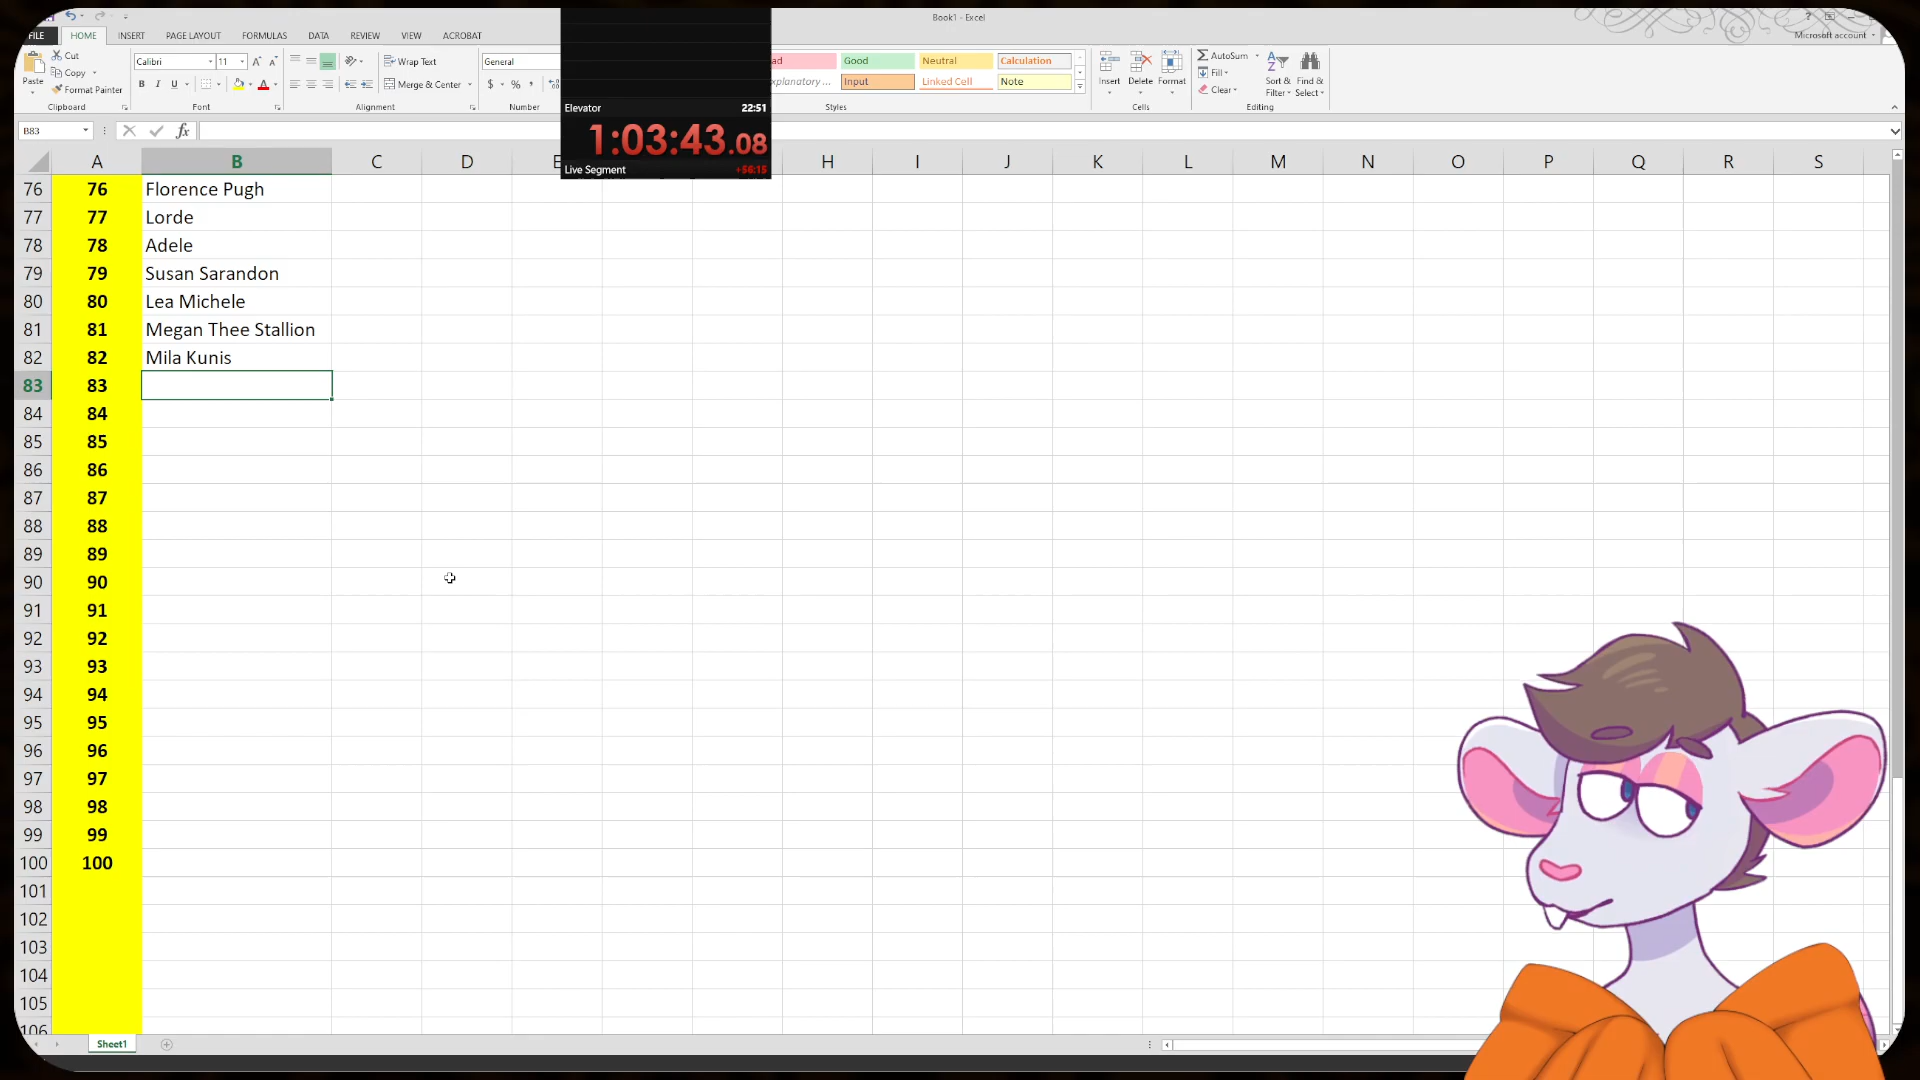 Book1 - Excel
Microsoft account
FILE HOME INSERT PAGE LAYOUT FORMULAS DATA REVIEW VIEW ACROBAT
Cut
Copy
Format Painter
Paste
Clipboard
Calibri 11
B I U
Font
Wrap Text
Merge & Center
Alignment
General
$ % ,
Number
ad Good Neutral Calculation
xplanatory ... Input Linked Cell Note
Styles
Insert Delete Format
Cells
AutoSum
Fill
Clear
Sort & Filter
Find & Select
Editing
Elevator 22:51
1:03:43.08
Live Segment +56:15
B83
A B C D E H I J K L M N O P Q R S
76 76 Florence Pugh
77 77 Lorde
78 78 Adele
79 79 Susan Sarandon
80 80 Lea Michele
81 81 Megan Thee Stallion
82 82 Mila Kunis
83 83
84 84
85 85
86 86
87 87
88 88
89 89
90 90
91 91
92 92
93 93
94 94
95 95
96 96
97 97
98 98
99 99
100 100
101
102
103
104
105
106
Sheet1